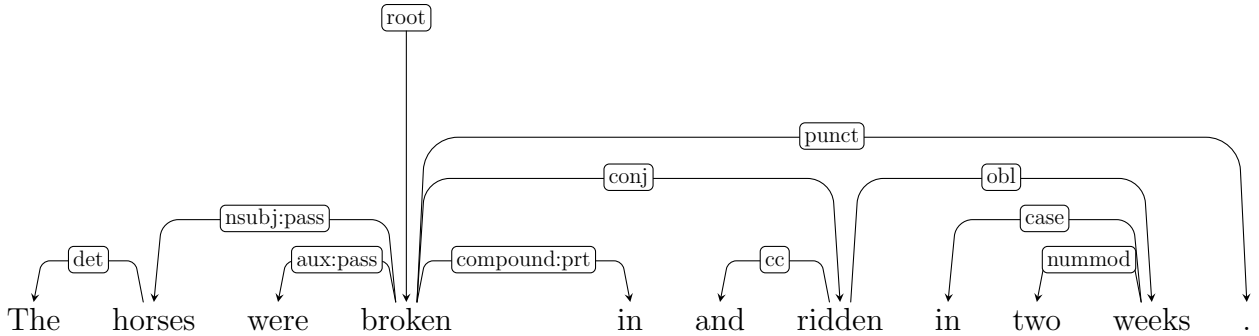 root
punct
conj obl
nsubj:pass case
det aux:pass compound:prt cc nummod
The horses were broken in and ridden in two weeks .